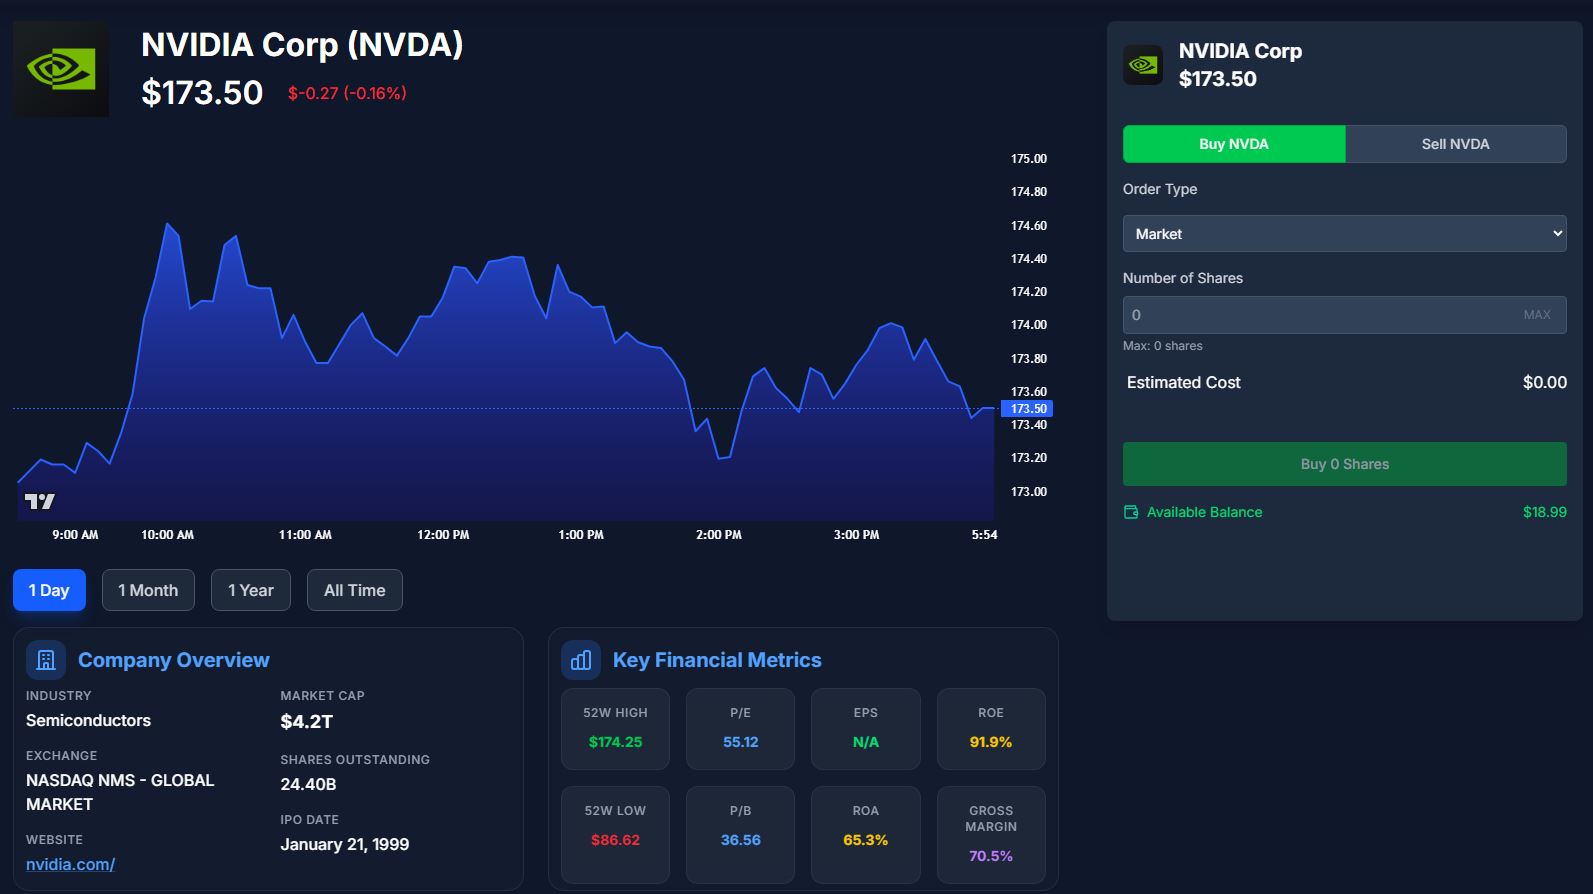 NVIDIA Corp (NVDA)
$173.50 $-0.27 (-0.16%)
175.00
174.80
174.60
174.40
174.20
174.00
173.80
173.60
173.50
173.40
173.20
173.00
9:00 AM 10:00 AM 11:00 AM 12:00 PM 1:00 PM 2:00 PM 3:00 PM 5:54
1 Day 1 Month 1 Year All Time
Company Overview
INDUSTRY
Semiconductors
EXCHANGE
NASDAQ NMS - GLOBAL
MARKET
WEBSITE
nvidia.com/
MARKET CAP
$4.2T
SHARES OUTSTANDING
24.40B
IPO DATE
January 21, 1999
Key Financial Metrics
52W HIGH
$174.25
P/E
55.12
EPS
N/A
ROE
91.9%
52W LOW
$86.62
P/B
36.56
ROA
65.3%
GROSS
MARGIN
70.5%
NVIDIA Corp
$173.50
Buy NVDA Sell NVDA
Order Type
Market
Number of Shares
0 MAX
Max: 0 shares
Estimated Cost $0.00
Buy 0 Shares
Available Balance $18.99